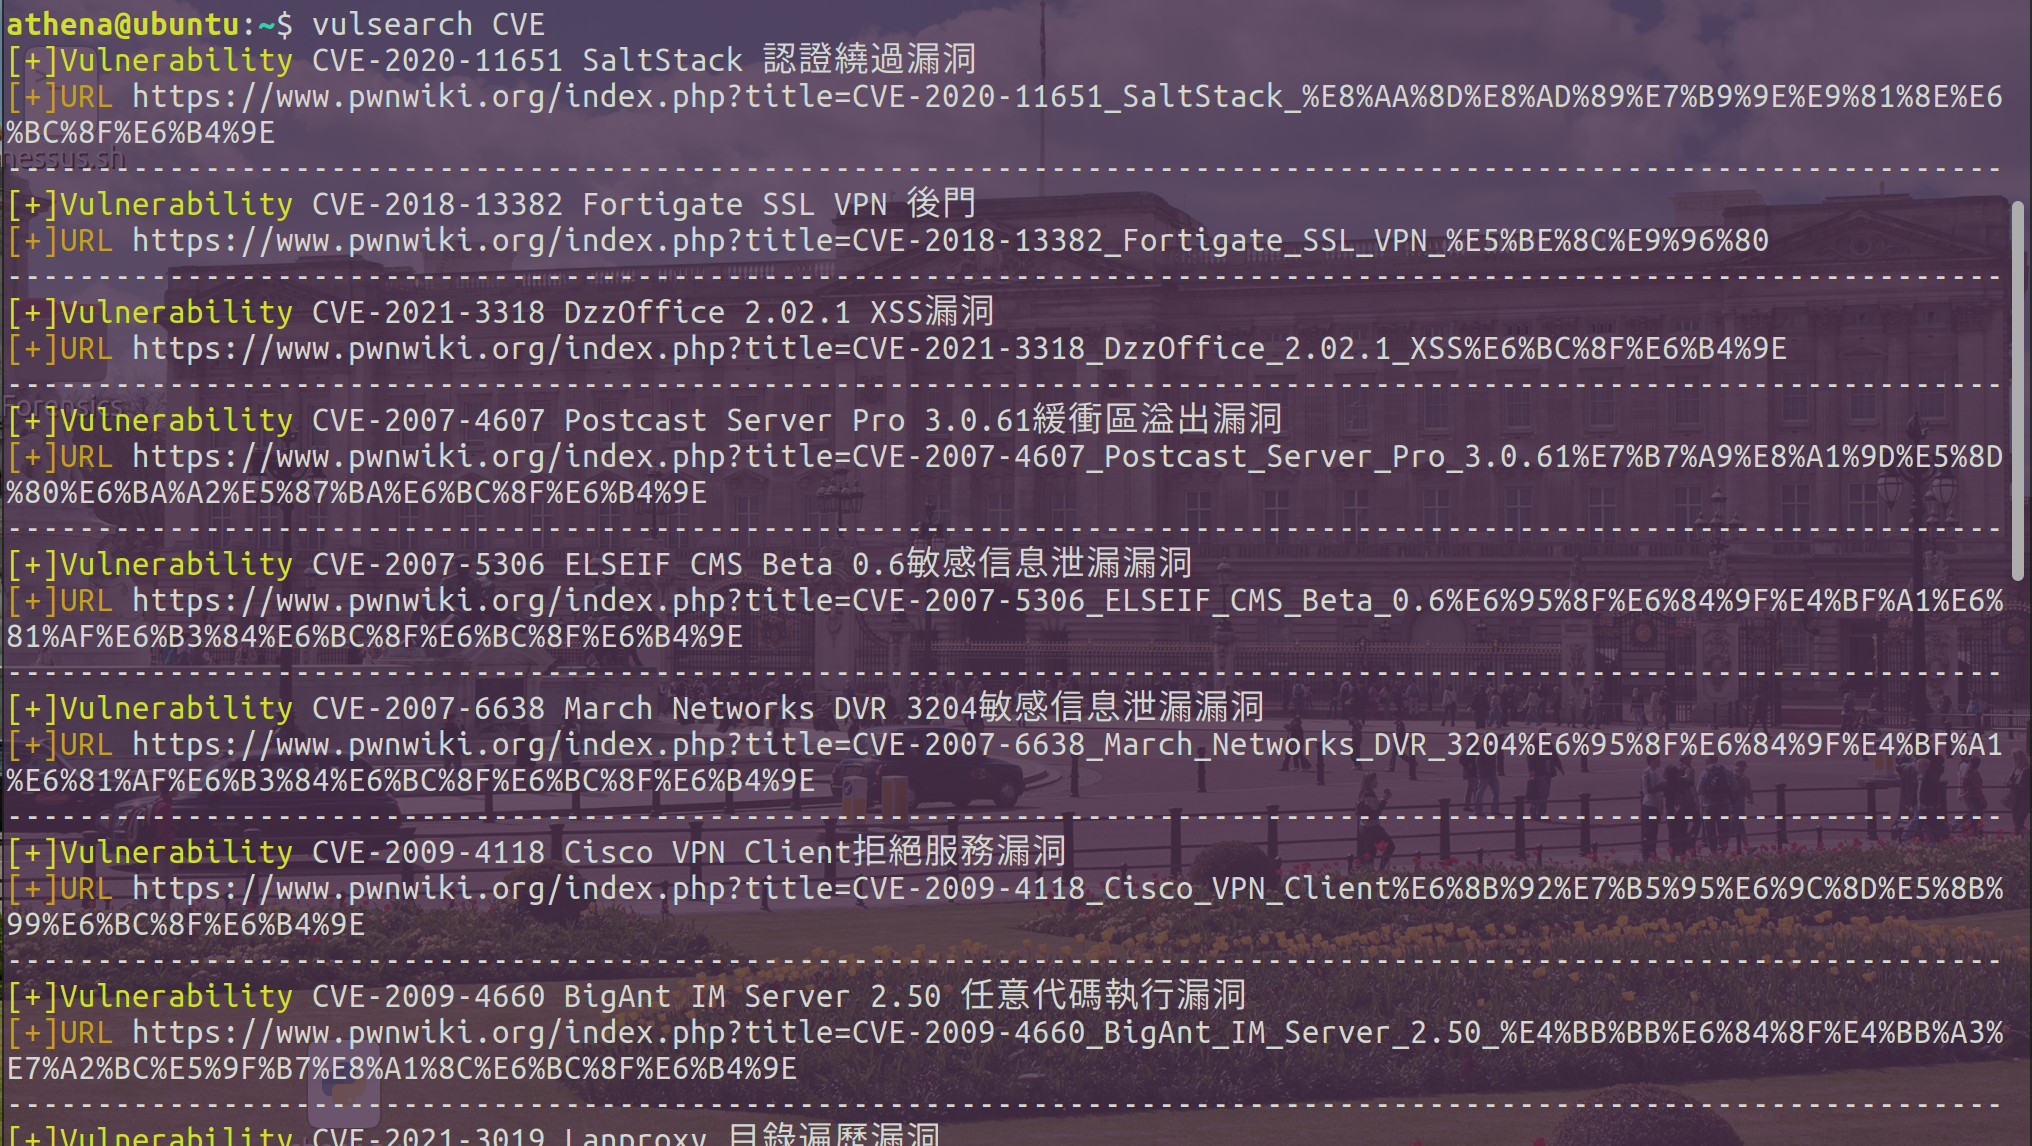 athena@ubuntu:~$ vulsearch CVE
[+]Vulnerability CVE-2020-11651 SaltStack 認證繞過漏洞
[+]URL https://www.pwnwiki.org/index.php?title=CVE-2020-11651_SaltStack_%E8%AA%8D%E8%AD%89%E7%B9%9E%E9%81%8E%E6
%BC%8F%E6%B4%9E
nessus.sh
---------------------------------------------------------------------------------------------------------------
[+]Vulnerability CVE-2018-13382 Fortigate SSL VPN 後門
[+]URL https://www.pwnwiki.org/index.php?title=CVE-2018-13382_Fortigate_SSL_VPN_%E5%BE%8C%E9%96%80
---------------------------------------------------------------------------------------------------------------
[+]Vulnerability CVE-2021-3318 DzzOffice 2.02.1 XSS漏洞
[+]URL https://www.pwnwiki.org/index.php?title=CVE-2021-3318_DzzOffice_2.02.1_XSS%E6%BC%8F%E6%B4%9E
---------------------------------------------------------------------------------------------------------------
Forensics
[+]Vulnerability CVE-2007-4607 Postcast Server Pro 3.0.61緩衝區溢出漏洞
[+]URL https://www.pwnwiki.org/index.php?title=CVE-2007-4607_Postcast_Server_Pro_3.0.61%E7%B7%A9%E8%A1%9D%E5%8D
%80%E6%BA%A2%E5%87%BA%E6%BC%8F%E6%B4%9E
---------------------------------------------------------------------------------------------------------------
[+]Vulnerability CVE-2007-5306 ELSEIF CMS Beta 0.6敏感信息泄漏漏洞
[+]URL https://www.pwnwiki.org/index.php?title=CVE-2007-5306_ELSEIF_CMS_Beta_0.6%E6%95%8F%E6%84%9F%E4%BF%A1%E6%
81%AF%E6%B3%84%E6%BC%8F%E6%BC%8F%E6%B4%9E
---------------------------------------------------------------------------------------------------------------
[+]Vulnerability CVE-2007-6638 March Networks DVR 3204敏感信息泄漏漏洞
[+]URL https://www.pwnwiki.org/index.php?title=CVE-2007-6638_March_Networks_DVR_3204%E6%95%8F%E6%84%9F%E4%BF%A1
%E6%81%AF%E6%B3%84%E6%BC%8F%E6%BC%8F%E6%B4%9E
---------------------------------------------------------------------------------------------------------------
[+]Vulnerability CVE-2009-4118 Cisco VPN Client拒絕服務漏洞
[+]URL https://www.pwnwiki.org/index.php?title=CVE-2009-4118_Cisco_VPN_Client%E6%8B%92%E7%B5%95%E6%9C%8D%E5%8B%
99%E6%BC%8F%E6%B4%9E
---------------------------------------------------------------------------------------------------------------
[+]Vulnerability CVE-2009-4660 BigAnt IM Server 2.50 任意代碼執行漏洞
[+]URL https://www.pwnwiki.org/index.php?title=CVE-2009-4660_BigAnt_IM_Server_2.50_%E4%BB%BB%E6%84%8F%E4%BB%A3%
E7%A2%BC%E5%9F%B7%E8%A1%8C%E6%BC%8F%E6%B4%9E
---------------------------------------------------------------------------------------------------------------
[+]Vulnerability CVE-2021-3019 Lanproxy 目錄遍歷漏洞